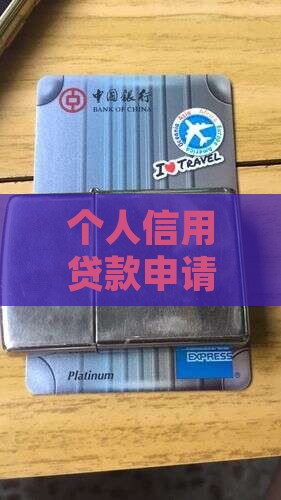 中国银行
BANK OF CHINA
I TRAVEL
个人信用
贷款申请
EXPRESS
Platinum